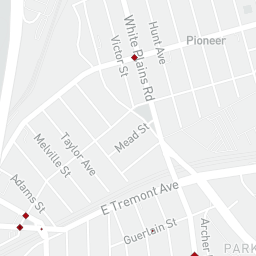 White Plains Rd
Hunt Ave
Victor St
Pioneer
Mead St
Taylor Ave
Melville St
Adams St
E Tremont Ave
Guerlain St
Archer
PARK